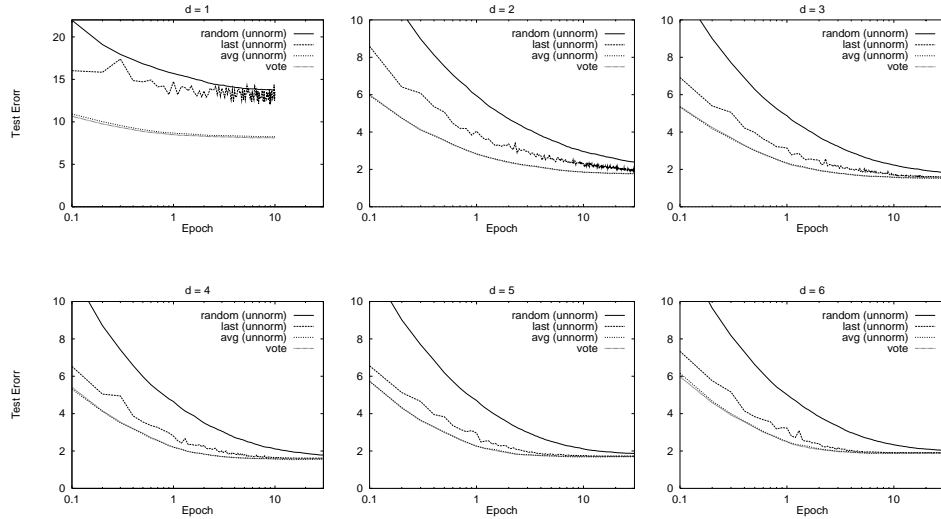 d = 1
random (unnorm)
last (unnorm)
avg (unnorm)
vote
Test Erorr
20
15
10
5
0
0.1 1 10
Epoch
d = 2
random (unnorm)
last (unnorm)
avg (unnorm)
vote
10
8
6
4
2
0
0.1 1 10
Epoch
d = 3
random (unnorm)
last (unnorm)
avg (unnorm)
vote
10
8
6
4
2
0
0.1 1 10
Epoch
d = 4
random (unnorm)
last (unnorm)
avg (unnorm)
vote
Test Erorr
10
8
6
4
2
0
0.1 1 10
Epoch
d = 5
random (unnorm)
last (unnorm)
avg (unnorm)
vote
10
8
6
4
2
0
0.1 1 10
Epoch
d = 6
random (unnorm)
last (unnorm)
avg (unnorm)
vote
10
8
6
4
2
0
0.1 1 10
Epoch